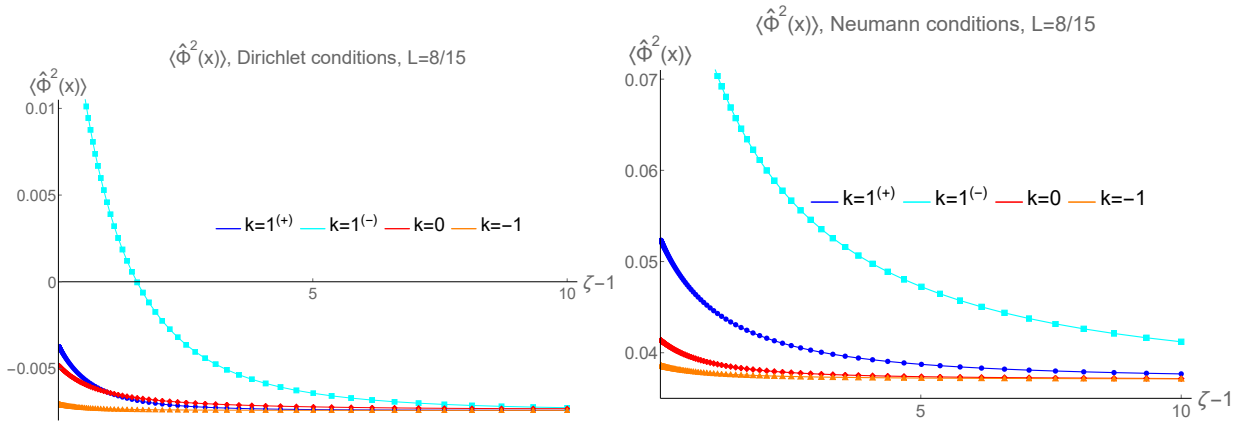 ⟨Φ̂²(x)⟩, Dirichlet conditions, L=8/15
⟨Φ̂²(x)⟩
0.01
0.005
0
-0.005
5
10
ζ-1
k=1(+) k=1(-) k=0 k=-1
⟨Φ̂²(x)⟩, Neumann conditions, L=8/15
⟨Φ̂²(x)⟩
0.07
0.06
0.05
0.04
5
10
ζ-1
k=1(+) k=1(-) k=0 k=-1